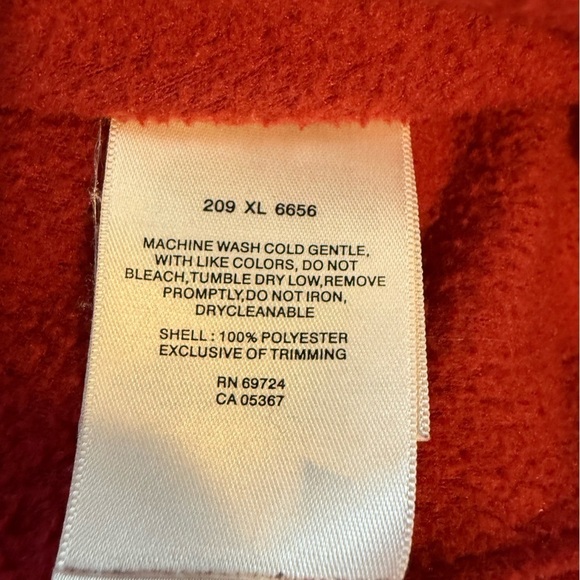 209 XL 6656
MACHINE WASH COLD GENTLE,
WITH LIKE COLORS, DO NOT
BLEACH,TUMBLE DRY LOW,REMOVE
PROMPTLY,DO NOT IRON,
DRYCLEANABLE
SHELL : 100% POLYESTER
EXCLUSIVE OF TRIMMING
RN 69724
CA 05367